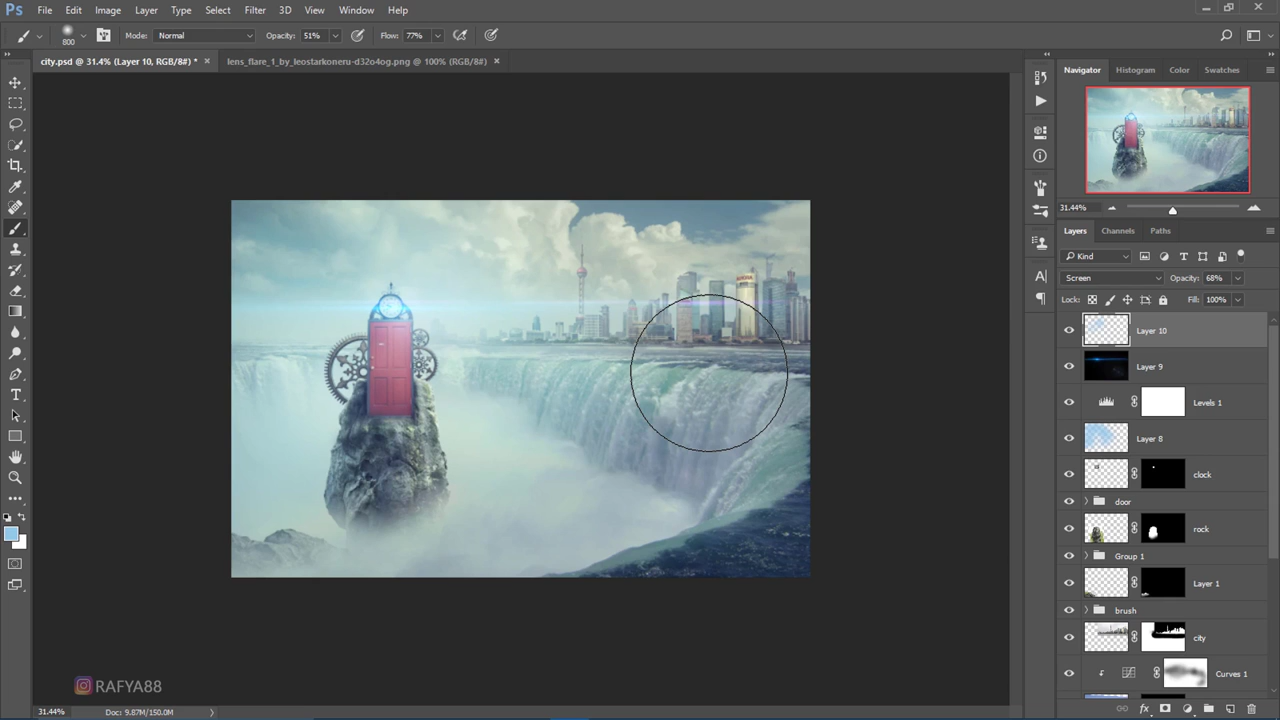 Ps File Edit Image Layer Type Select Filter 3D View Window Help
800 Mode: Normal Opacity: 51% Flow: 77%
city.psd @ 31.4% (Layer 10, RGB/8#) * × lens_flare_1_by_leostarkoneru-d32o4og.png @ 100% (RGB/8#) ×
Navigator Histogram Color Swatches
31.44%
Layers Channels Paths
Kind
Screen Opacity: 68%
Lock: Fill: 100%
Layer 10
Layer 9
Levels 1
Layer 8
clock
door
rock
Group 1
Layer 1
brush
city
Curves 1
RAFYA88
31.44% Doc: 9.87M/150.0M